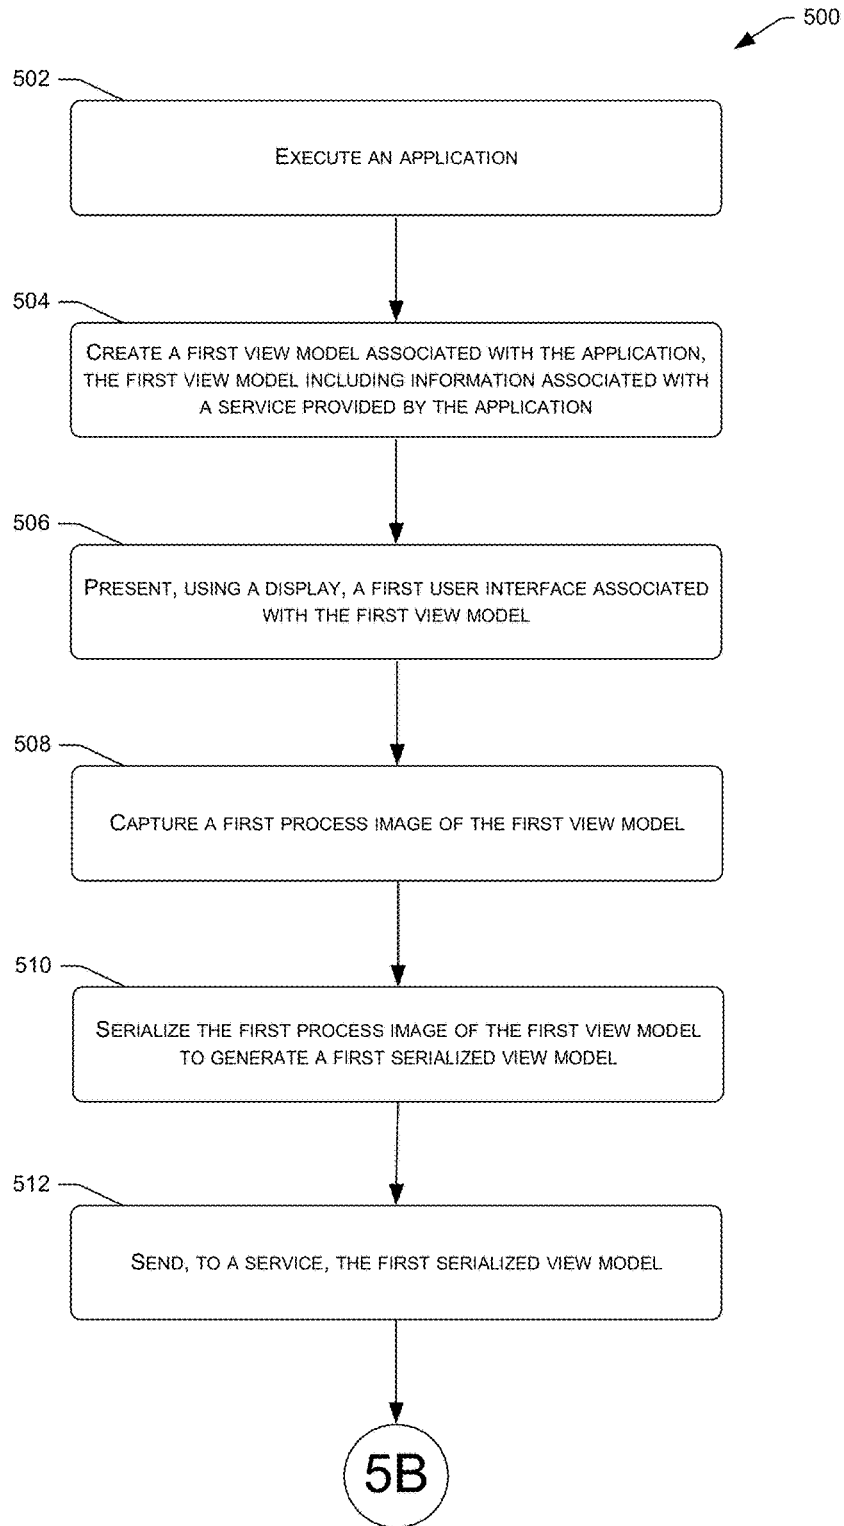 500
502
EXECUTE AN APPLICATION
504
CREATE A FIRST VIEW MODEL ASSOCIATED WITH THE APPLICATION,
THE FIRST VIEW MODEL INCLUDING INFORMATION ASSOCIATED WITH
A SERVICE PROVIDED BY THE APPLICATION
506
PRESENT, USING A DISPLAY, A FIRST USER INTERFACE ASSOCIATED
WITH THE FIRST VIEW MODEL
508
CAPTURE A FIRST PROCESS IMAGE OF THE FIRST VIEW MODEL
510
SERIALIZE THE FIRST PROCESS IMAGE OF THE FIRST VIEW MODEL
TO GENERATE A FIRST SERIALIZED VIEW MODEL
512
SEND, TO A SERVICE, THE FIRST SERIALIZED VIEW MODEL
5B